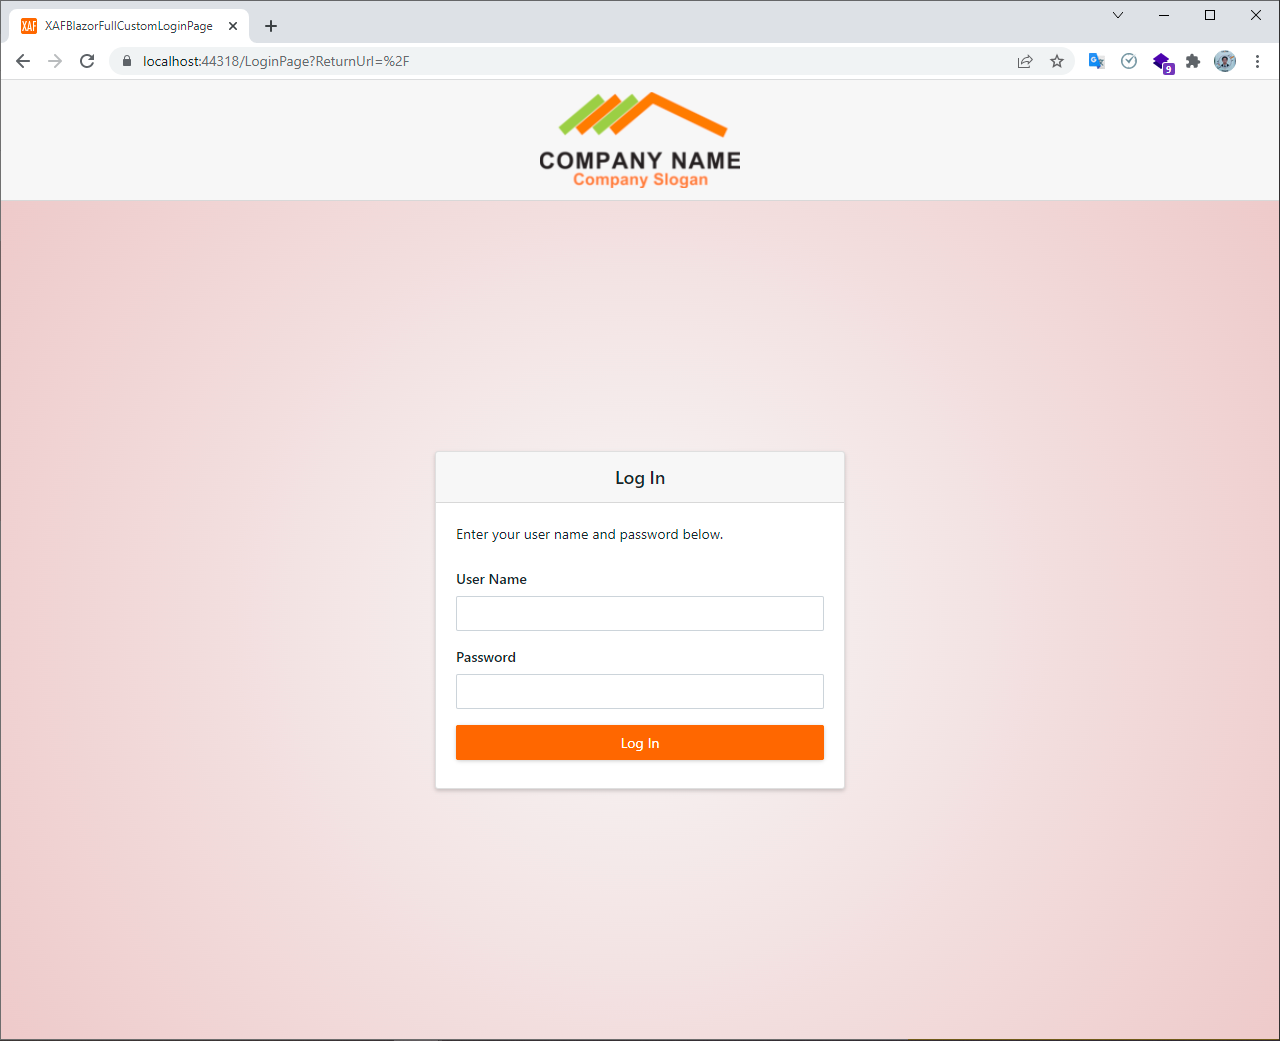 XAF XAFBlazorFullCustomLoginPage
localhost:44318/LoginPage?ReturnUrl=%2F
9
COMPANY NAME
Company Slogan
Log In
Enter your user name and password below.
User Name
Password
Log In